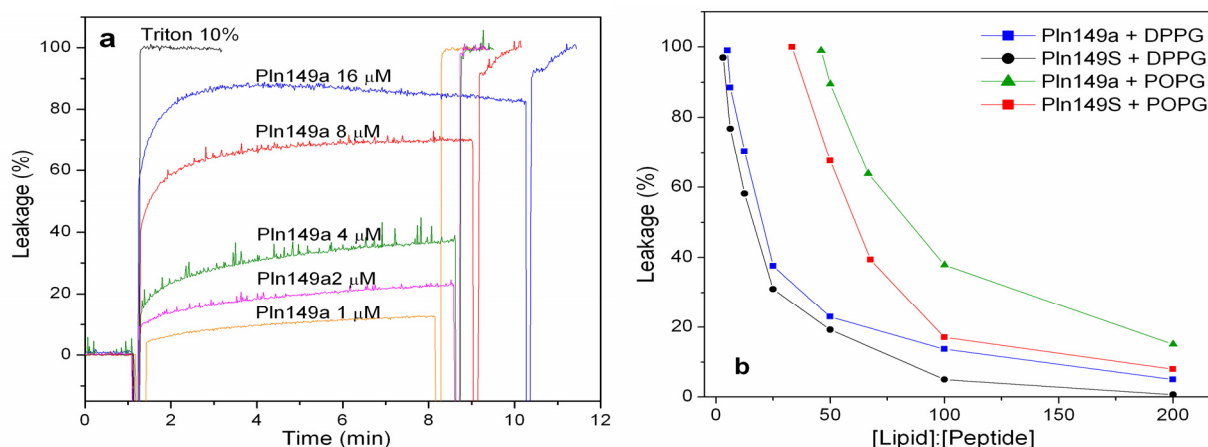 a
Triton 10%
Pln149a 16 μM
Pln149a 8 μM
Pln149a 4 μM
Pln149a2 μM
Pln149a 1 μM
100
80
60
40
20
0
Leakage (%)
0 2 4 6 8 10 12
Time (min)
Pln149a + DPPG
Pln149S + DPPG
Pln149a + POPG
Pln149S + POPG
100
80
60
40
20
0
Leakage (%)
b
0 50 100 150 200
[Lipid]:[Peptide]